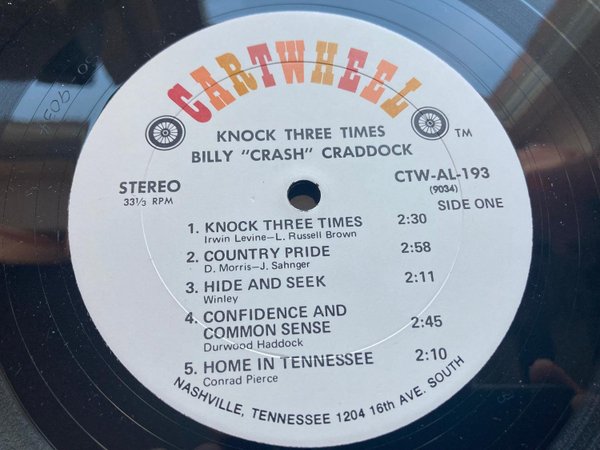 CARTWHEEL
TM
KNOCK THREE TIMES
BILLY "CRASH" CRADDOCK
STEREO
33⅓ RPM
CTW-AL-193
(9034)
SIDE ONE
1. KNOCK THREE TIMES 2:30
Irwin Levine—L. Russell Brown
2. COUNTRY PRIDE 2:58
D. Morris—J. Sahnger
3. HIDE AND SEEK 2:11
Winley
4. CONFIDENCE AND
COMMON SENSE 2:45
Durwood Haddock
5. HOME IN TENNESSEE 2:10
Conrad Pierce
NASHVILLE, TENNESSEE 1204 16th AVE. SOUTH